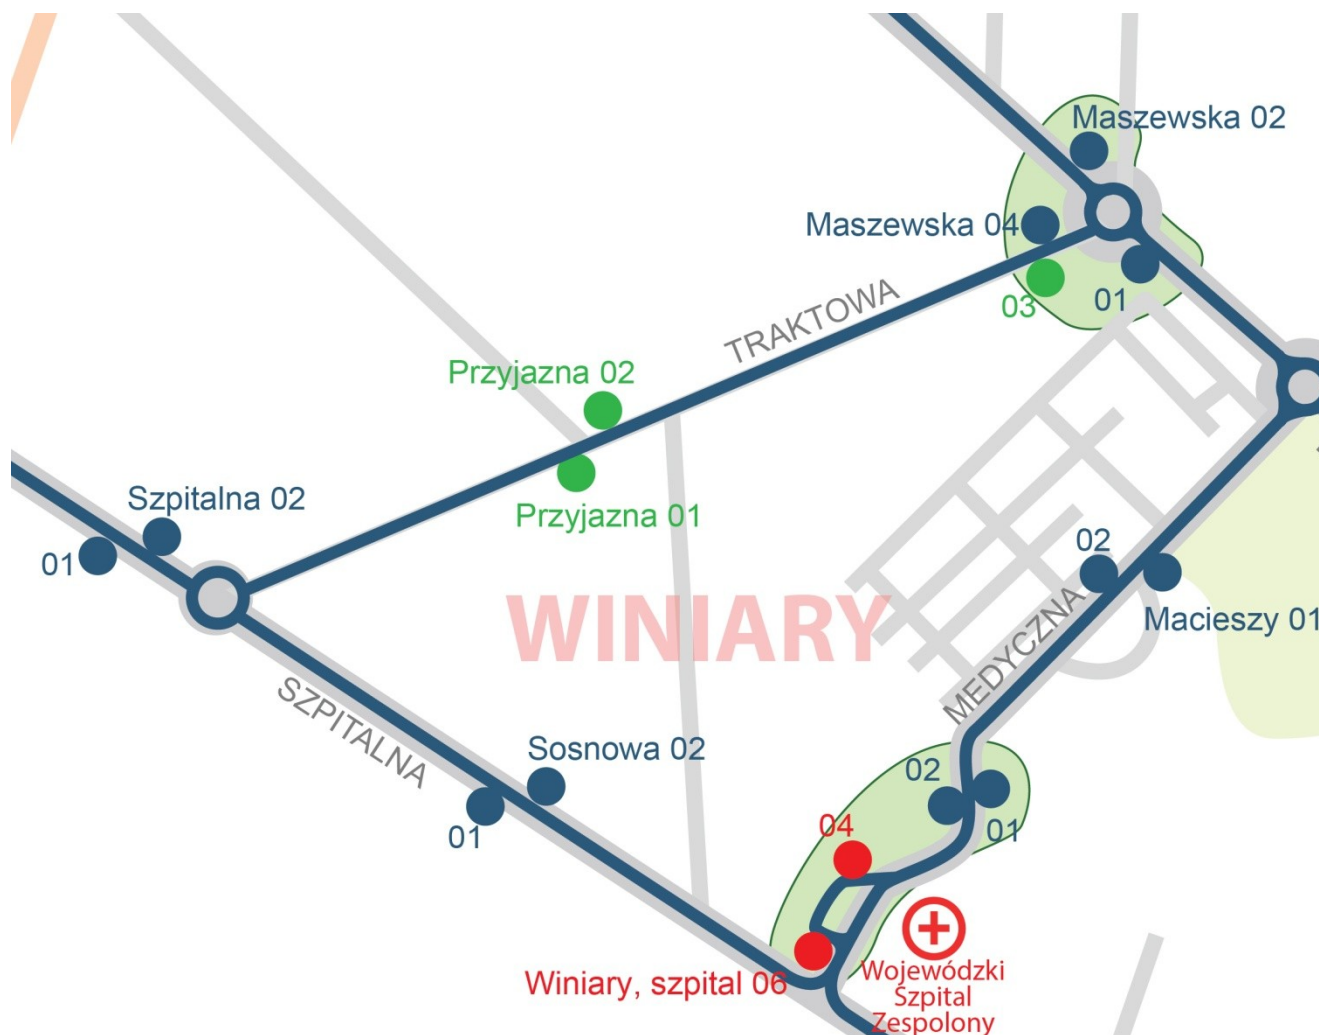 Maszewska 02
Maszewska 04
03
01
TRAKTOWA
Przyjazna 02
Przyjazna 01
Szpitalna 02
01
02
Macieszy 01
WINIARY
MEDYCZNA
SZPITALNA
Sosnowa 02
01
02
01
04
Winiary, szpital 06
Wojewódzki
Szpital
Zespolony